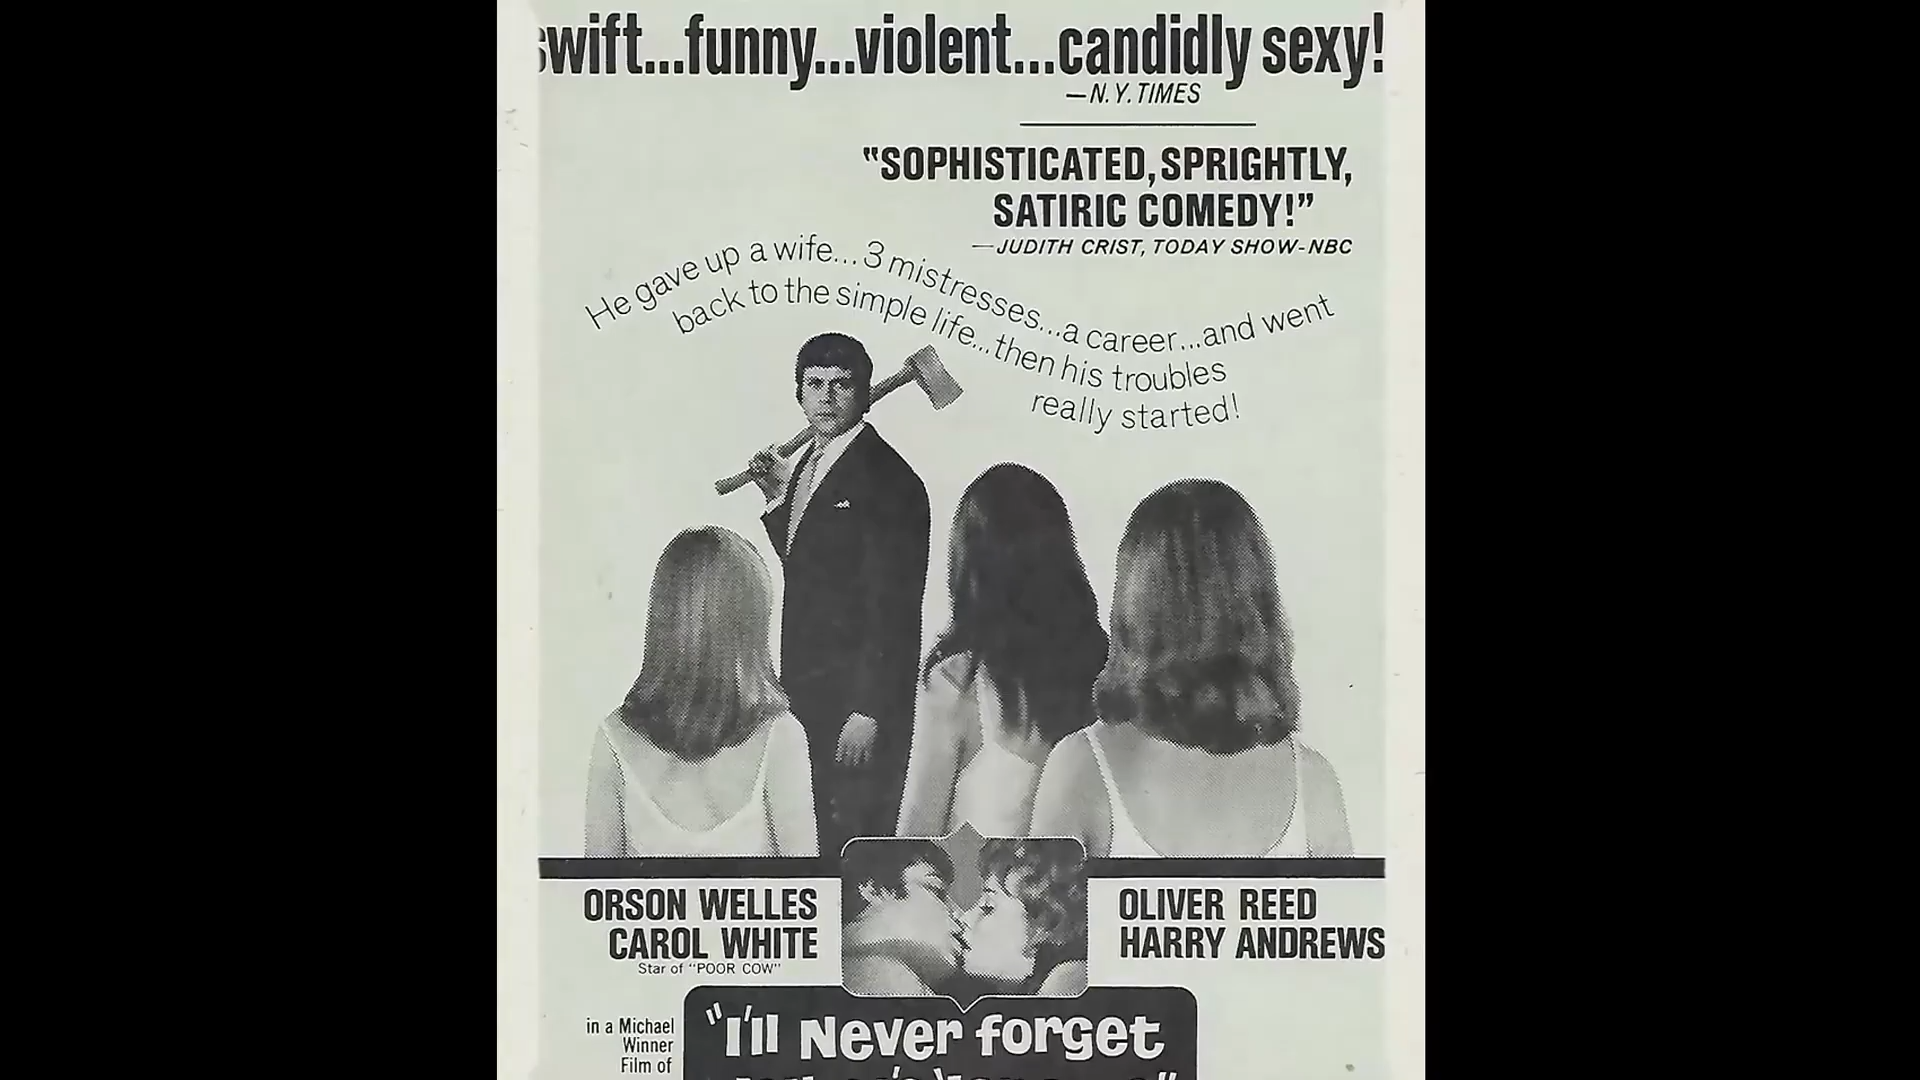 swift...funny...violent...candidly sexy!
—N.Y. TIMES
"SOPHISTICATED, SPRIGHTLY,
SATIRIC COMEDY!"
—JUDITH CRIST, TODAY SHOW-NBC
He gave up a wife...3 mistresses...a career...and went
back to the simple life...then his troubles
really started!
ORSON WELLES
CAROL WHITE
Star of "POOR COW"
OLIVER REED
HARRY ANDREWS
in a Michael
Winner
Film of
"I'll Never forget